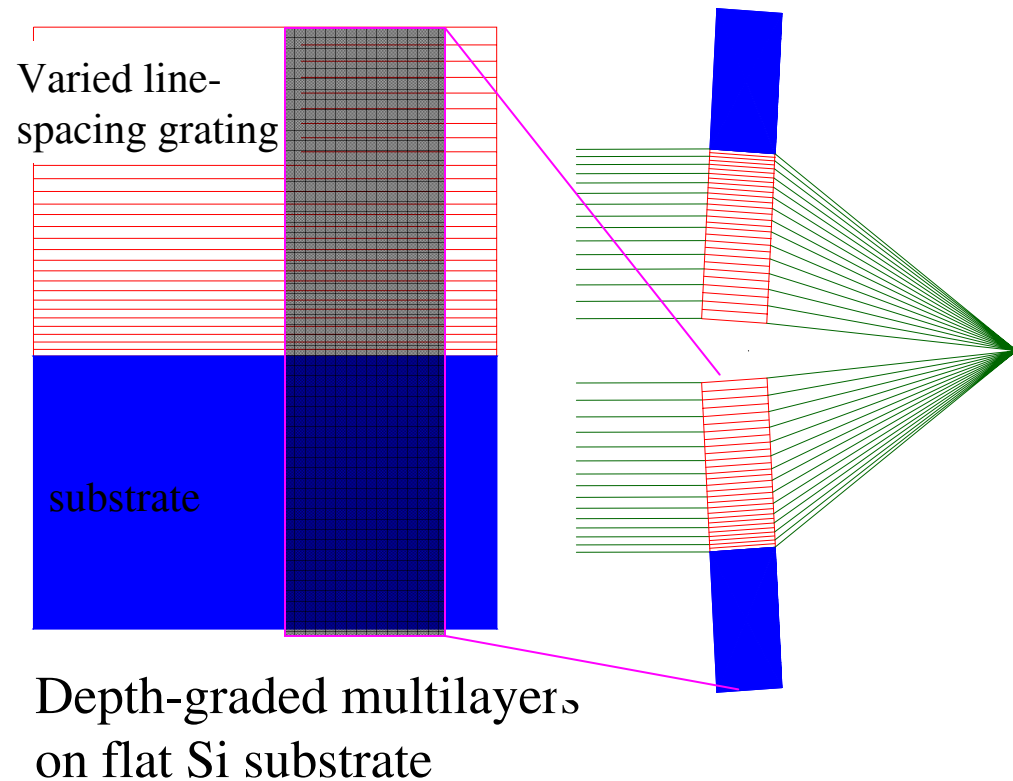 Varied line-
spacing grating
substrate
Depth-graded multilayers
on flat Si substrate